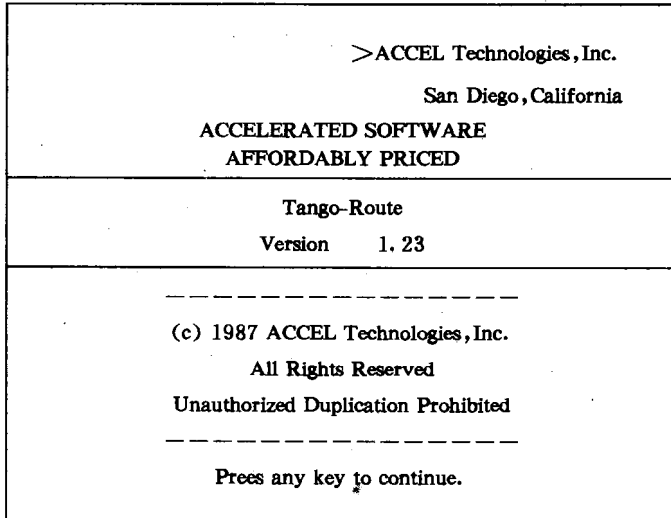 >ACCEL Technologies,Inc.
San Diego,California
ACCELERATED SOFTWARE
AFFORDABLY PRICED
Tango-Route
Version 1.23
(c) 1987 ACCEL Technologies,Inc.
All Rights Reserved
Unauthorized Duplication Prohibited
Prees any key to continue.